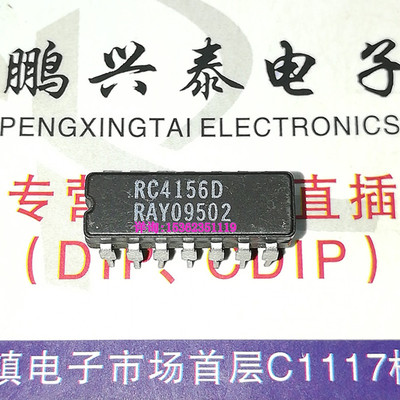 鹏兴泰电子
PENGXINGTAI ELECTRONICS
RC4156D
RAY09502
专营 直插
(DIP、CDIP)
镇电子市场首层C1117柜